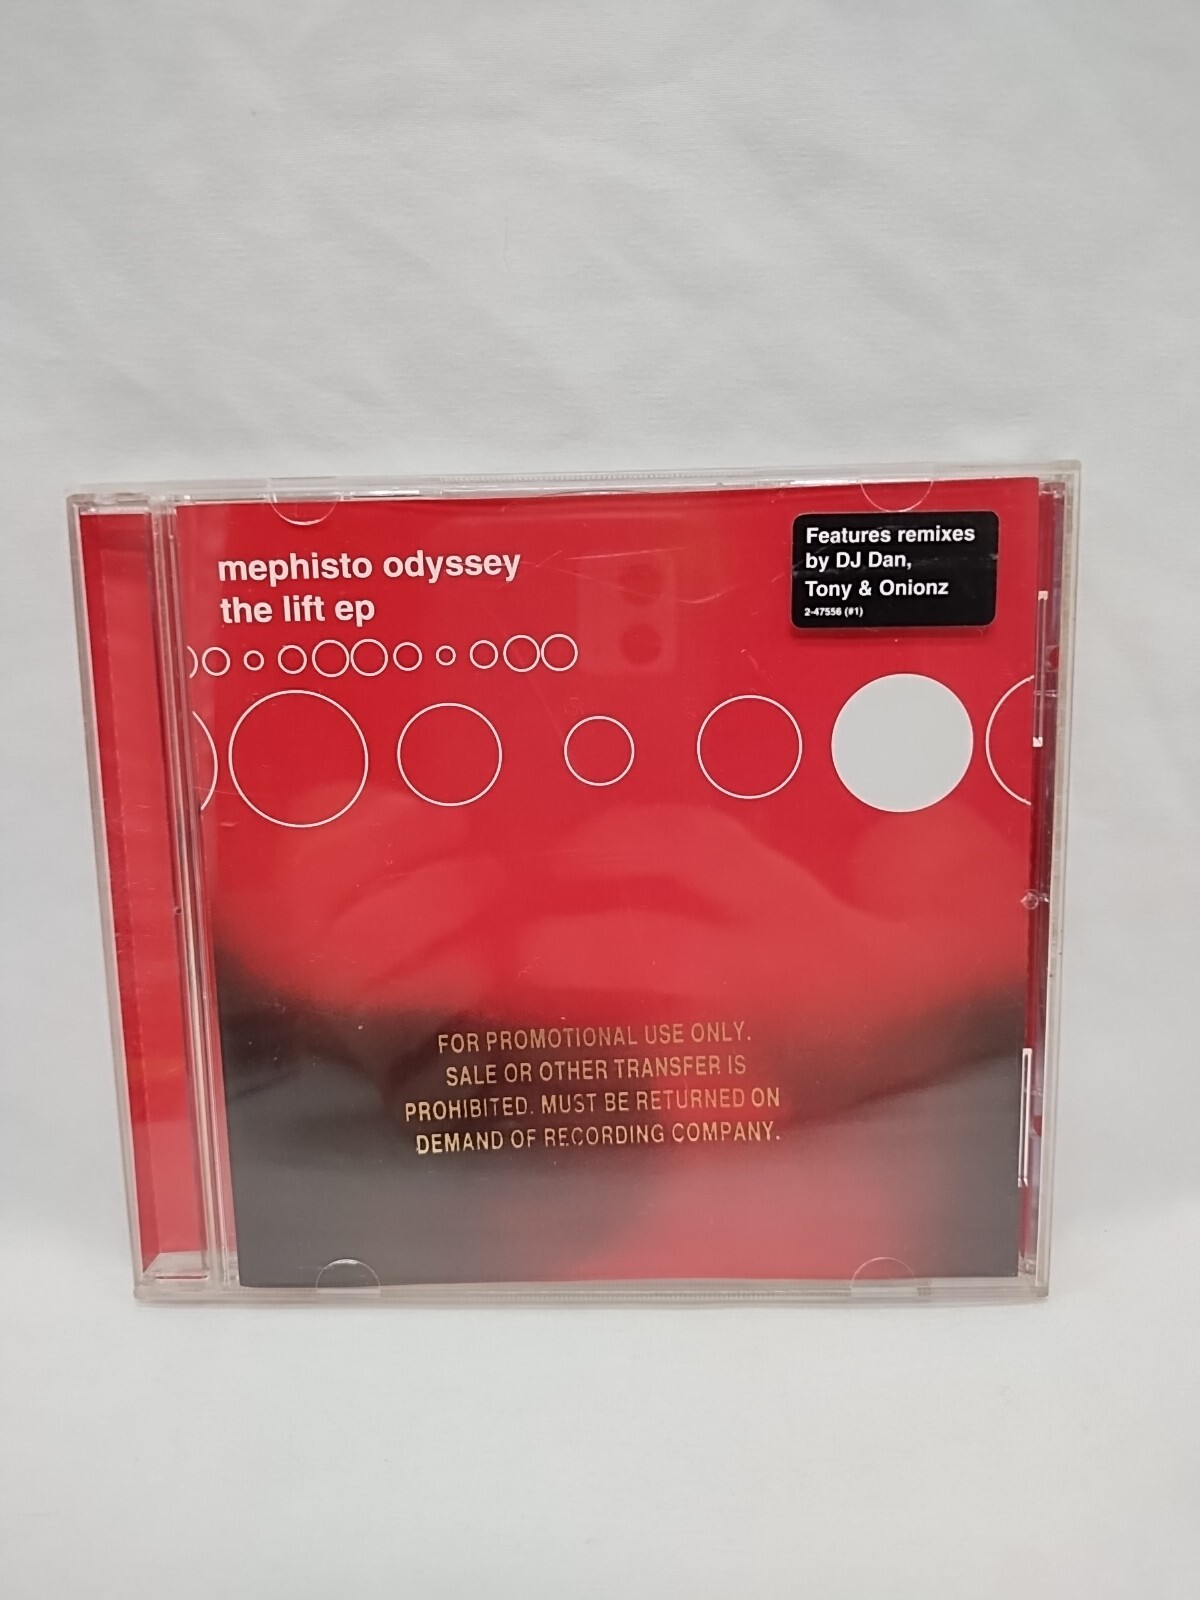 mephisto odyssey
the lift ep
Features remixes
by DJ Dan,
Tony & Onionz
2-47556 (#1)
FOR PROMOTIONAL USE ONLY.
SALE OR OTHER TRANSFER IS
PROHIBITED. MUST BE RETURNED ON
DEMAND OF RECORDING COMPANY.